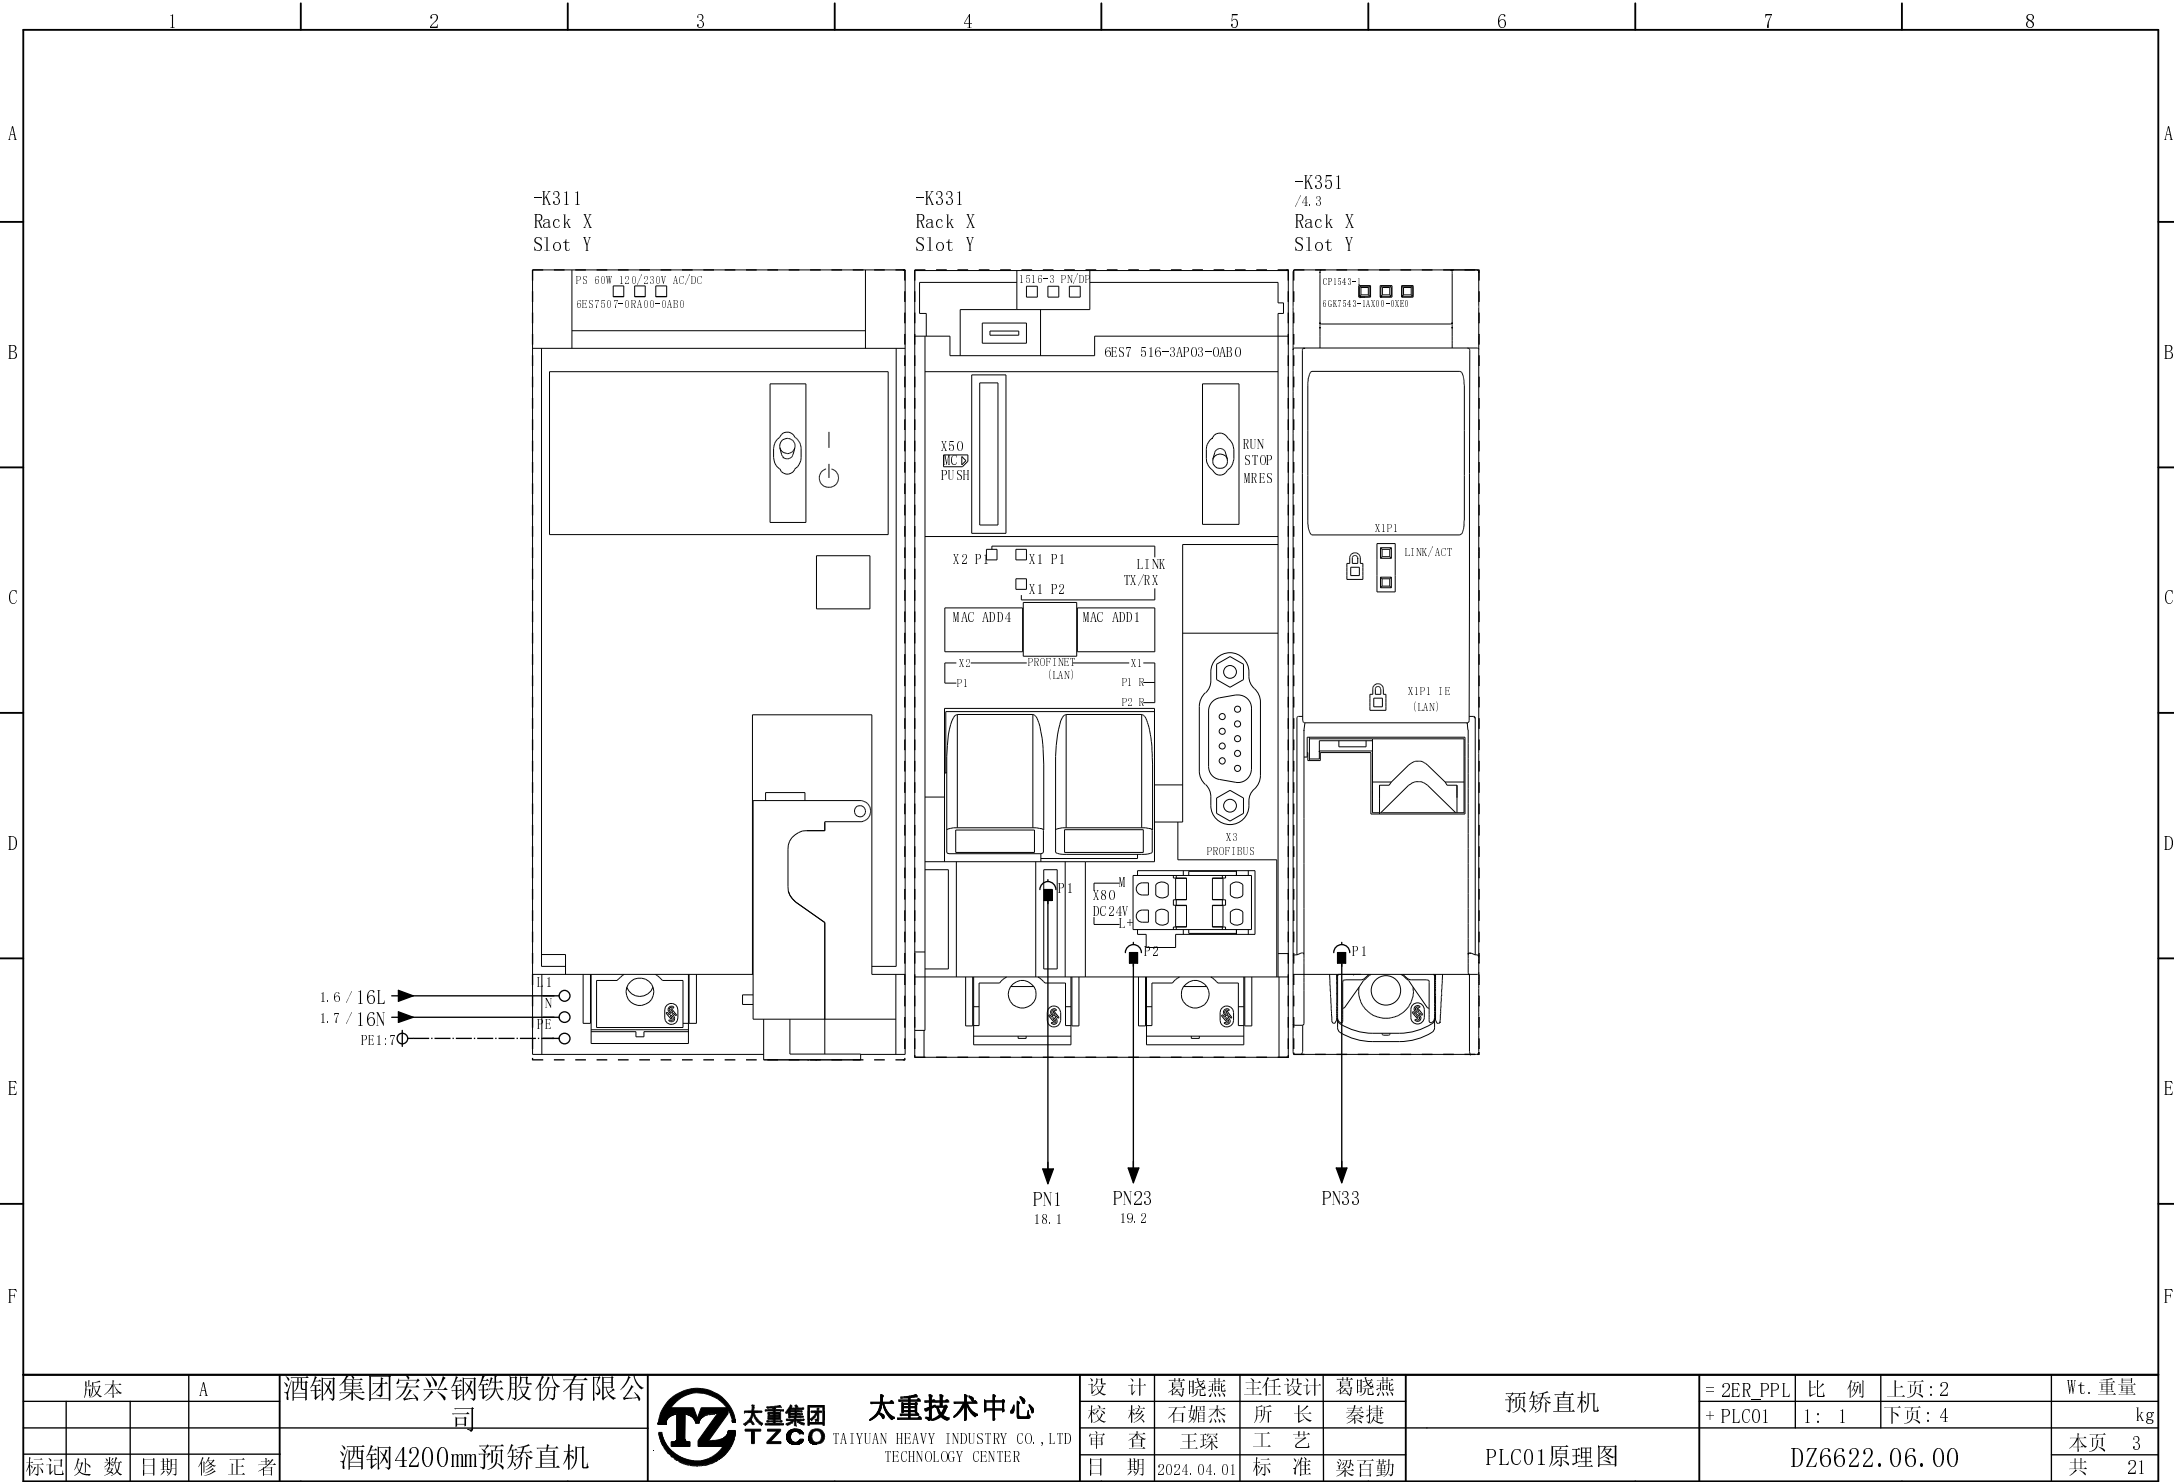 1 2 3 4 5 6 7 8
A A
B B
C C
D D
E E
F F
-K311
Rack X
Slot Y
PS 60W 120/230V AC/DC
6ES7507-0RA00-0AB0
L1
N
PE
1.6 / 16L
1.7 / 16N
PE1:7
-K331
Rack X
Slot Y
1516-3 PN/DP
6ES7 516-3AP03-0AB0
X50
MC
PUSH
RUN
STOP
MRES
X2 P1
X1 P1
X1 P2
LINK
TX/RX
MAC ADD4
MAC ADD1
X2
PROFINET
(LAN)
X1
P1
P1 R
P2 R
X3
PROFIBUS
P1
M
X80
DC24V
L+
P2
PN1
18.1
PN23
19.2
-K351
/4.3
Rack X
Slot Y
CP1543-1
6GK7543-1AX00-0XE0
X1P1
LINK/ACT
X1P1 IE
(LAN)
P1
PN33
版本 A
标记 处 数 日期 修 正 者
酒钢集团宏兴钢铁股份有限公
司
酒钢4200mm预矫直机
TZ
太重集团
TZCO
太重技术中心
TAIYUAN HEAVY INDUSTRY CO.,LTD
TECHNOLOGY CENTER
设 计 葛晓燕 主任设计 葛晓燕
校 核 石媚杰 所 长 秦捷
审 查 王琛 工 艺
日 期 2024.04.01 标 准 梁百勤
预矫直机
PLC01原理图
= 2ER_PPL 比 例 上页: 2
+ PLC01 1: 1 下页: 4
DZ6622.06.00
Wt.重量
kg
本页 3
共 21